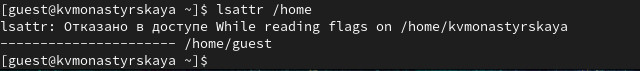 [guest@kvmonastyrskaya ~]$ lsattr /home
lsattr: Отказано в доступе While reading flags on /home/kvmonastyrskaya
---------------------- /home/guest
[guest@kvmonastyrskaya ~]$